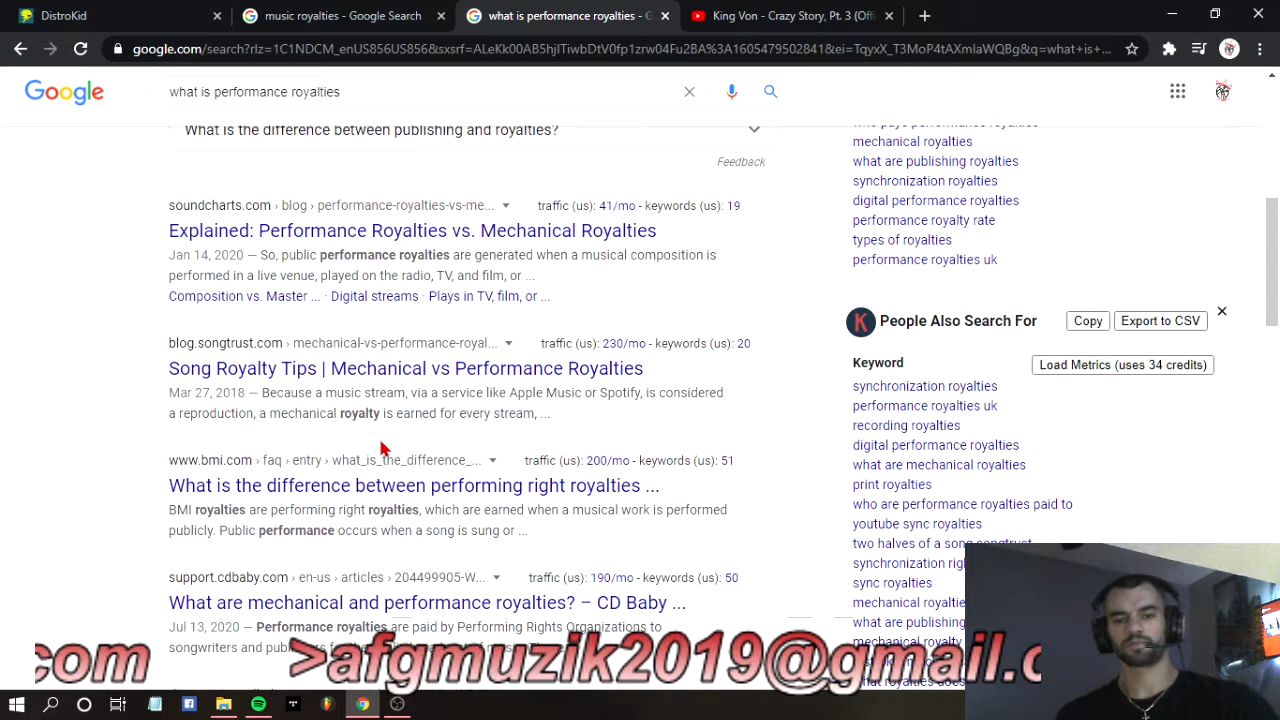 DistroKid
music royalties - Google Search
what is performance royalties - G
King Von - Crazy Story, Pt. 3 (Offi
google.com/search?rlz=1C1NDCM_enUS856US856&sxsrf=ALeKk00AB5hjlTiwbDtV0fp1zrw04Fu2BA%3A1605479502841&ei=TqyxX_T3MoP4tAXmlaWQBg&q=what+is+...
Google
what is performance royalties
What is the difference between publishing and royalties?
Feedback
soundcharts.com › blog › performance-royalties-vs-me...
traffic (us): 41/mo - keywords (us): 19
Explained: Performance Royalties vs. Mechanical Royalties
Jan 14, 2020 — So, public performance royalties are generated when a musical composition is
performed in a live venue, played on the radio, TV, and film, or ...
Composition vs. Master ... · Digital streams · Plays in TV, film, or ...
blog.songtrust.com › mechanical-vs-performance-royal...
traffic (us): 230/mo - keywords (us): 20
Song Royalty Tips | Mechanical vs Performance Royalties
Mar 27, 2018 — Because a music stream, via a service like Apple Music or Spotify, is considered
a reproduction, a mechanical royalty is earned for every stream, ...
www.bmi.com › faq › entry › what_is_the_difference_...
traffic (us): 200/mo - keywords (us): 51
What is the difference between performing right royalties ...
BMI royalties are performing right royalties, which are earned when a musical work is performed
publicly. Public performance occurs when a song is sung or ...
support.cdbaby.com › en-us › articles › 204499905-W...
traffic (us): 190/mo - keywords (us): 50
What are mechanical and performance royalties? – CD Baby ...
Jul 13, 2020 — Performance royalties are paid by Performing Rights Organizations to
songwriters and
who pays performance royalties
mechanical royalties
what are publishing royalties
synchronization royalties
digital performance royalties
performance royalty rate
types of royalties
performance royalties uk
K People Also Search For
Copy
Export to CSV
Keyword
Load Metrics (uses 34 credits)
synchronization royalties
performance royalties uk
recording royalties
digital performance royalties
what are mechanical royalties
print royalties
who are performance royalties paid to
youtube sync royalties
two halves of a song songtrust
synchronization
sync royalties
mechanical
what are
mechanical royalty
com >afgmuzik2019@gmail.c